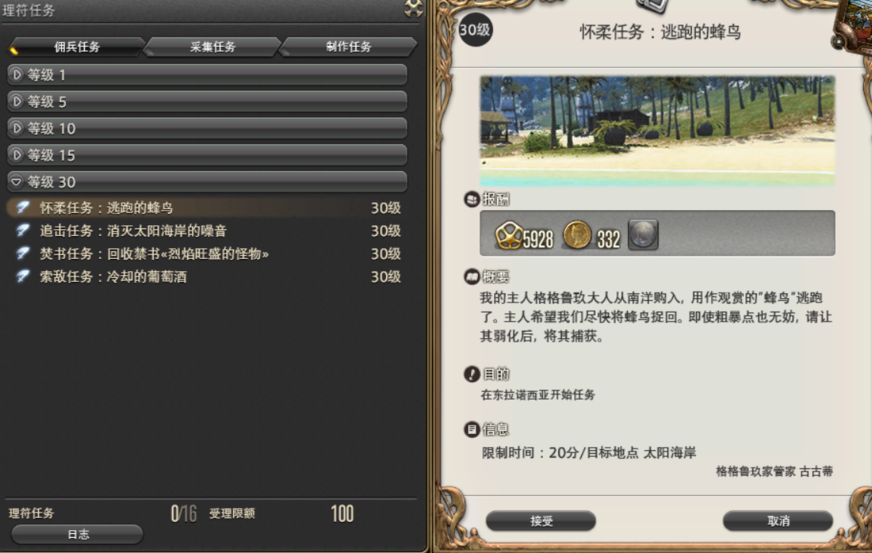 理符任务
佣兵任务
采集任务
制作任务
等级 1
等级 5
等级 10
等级 15
等级 30
怀柔任务：逃跑的蜂鸟 30级
追击任务：消灭太阳海岸的噪音 30级
焚书任务：回收禁书«烈焰旺盛的怪物» 30级
索敌任务：冷却的葡萄酒 30级
理符任务 0/16 受理限额 100
日志
30级
怀柔任务：逃跑的蜂鸟
报酬
5928 332
概要
我的主人格格鲁玖大人从南洋购入，用作观赏的“蜂鸟”逃跑
了。主人希望我们尽快将蜂鸟捉回。即使粗暴点也无妨，请让
其弱化后，将其捕获。
目的
在东拉诺西亚开始任务
信息
限制时间：20分/目标地点 太阳海岸
格格鲁玖家管家 古古蒂
接受
取消